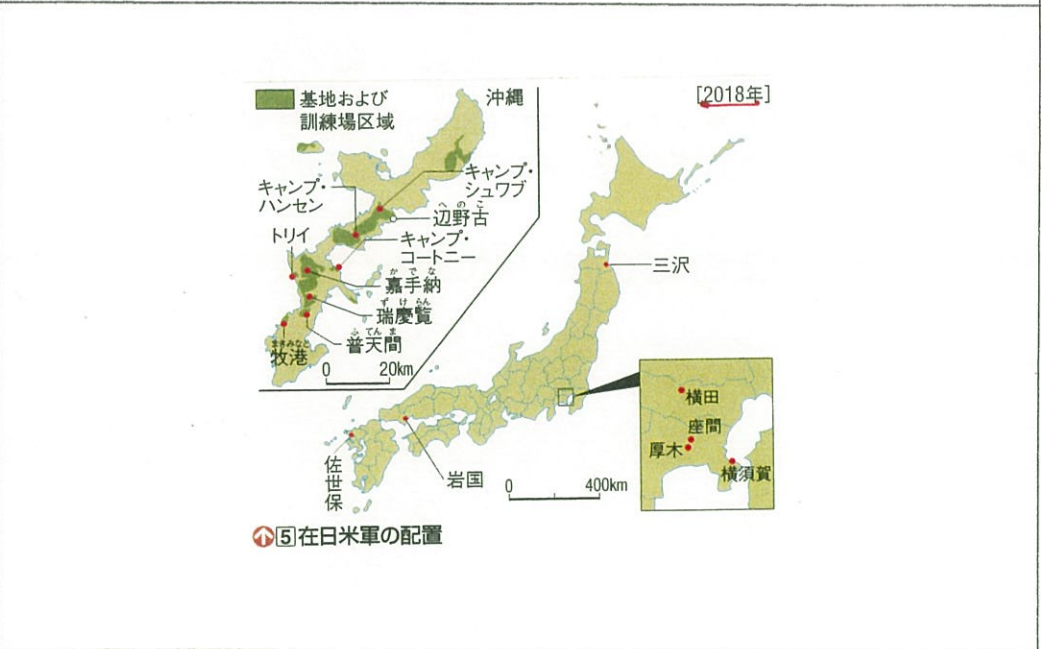 基地および
訓練場区域
沖縄
[2018年]
キャンプ・
シュワブ
キャンプ・
ハンセン
へのこ
辺野古
トリイ
キャンプ・
コートニー
かでな
嘉手納
ずけらん
瑞慶覧
ふてんま
普天間
まきみなと
牧港
0 20km
三沢
横田
座間
厚木
横須賀
佐世保
岩国
0 400km
5在日米軍の配置